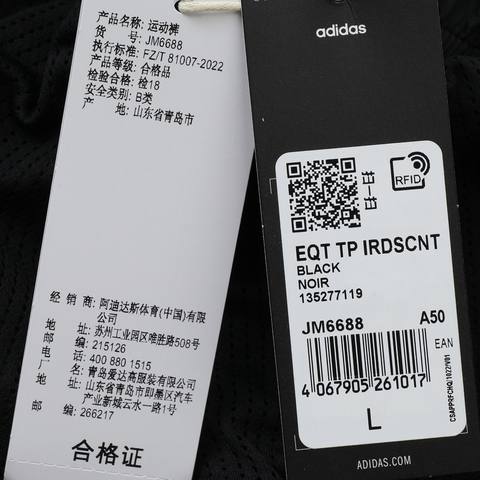 产品名称: 运动裤
货 号: JM6688
执行标准: FZ/T 81007-2022
产品等级: 合格品
检验合格: 检18
安全类别: B类
产 地: 山东省青岛市
经 销 商: 阿迪达斯体育(中国)有限
公司
地 址: 苏州工业园区唯胜路508号
邮 编: 215126
电 话: 400 880 1515
厂 名: 青岛爱达高服装有限公司
地 址: 山东省青岛市即墨区汽车
产业新城云水一路1号
邮 编: 266217
合格证
adidas
RFID
EQT TP IRDSCNT
BLACK
NOIR
135277119
JM6688 A50
EAN
4 067905 261017
L
ADIDAS.COM